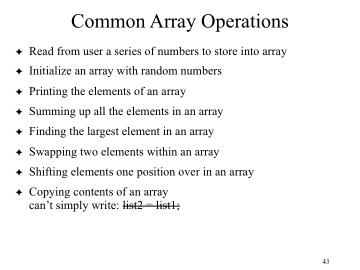 Common Array Operations
✦ Read from user a series of numbers to store into array
✦ Initialize an array with random numbers
✦ Printing the elements of an array
✦ Summing up all the elements in an array
✦ Finding the largest element in an array
✦ Swapping two elements within an array
✦ Shifting elements one position over in an array
✦ Copying contents of an array
can't simply write: list2 = list1;
43